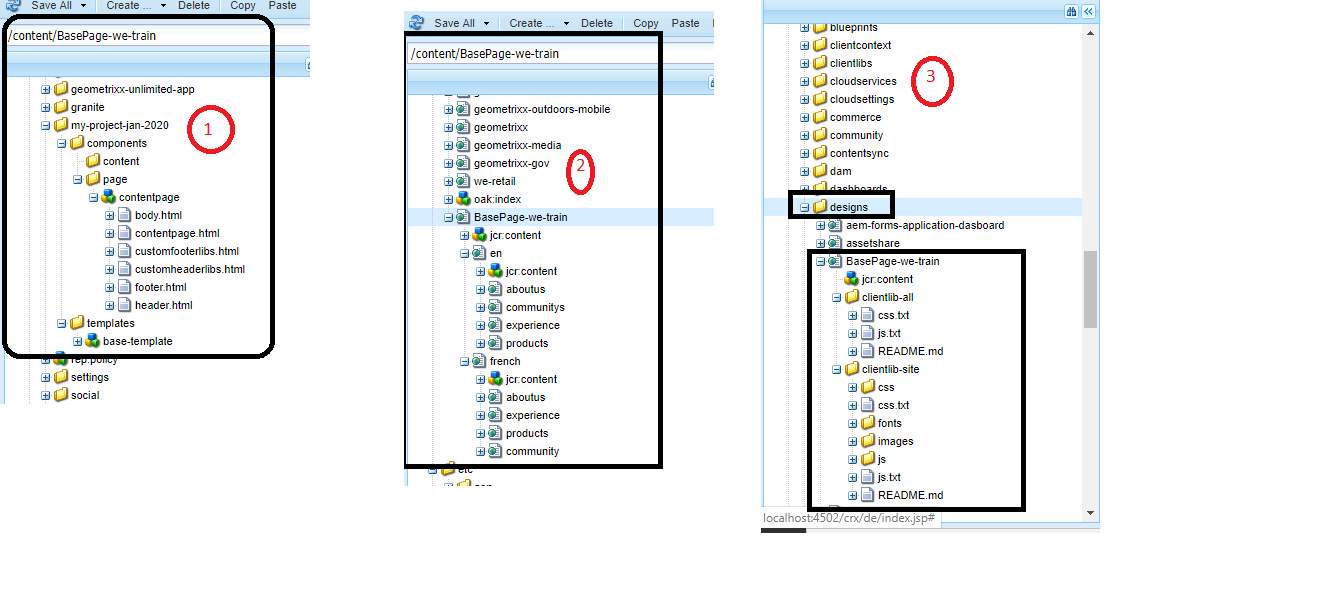 Save All
Create ...
Delete
Copy
Paste
/content/BasePage-we-train
geometrixx-unlimited-app
granite
my-project-jan-2020
1
components
content
page
contentpage
body.html
contentpage.html
customfooterlibs.html
customheaderlibs.html
footer.html
header.html
templates
base-template
rep:policy
settings
social
Save All
Create ...
Delete
Copy
Paste
/content/BasePage-we-train
geometrixx-outdoors-mobile
geometrixx
geometrixx-media
geometrixx-gov
2
we-retail
oak:index
BasePage-we-train
jcr:content
en
jcr:content
aboutus
communitys
experience
products
french
jcr:content
aboutus
experience
products
community
etc
blueprints
clientcontext
clientlibs
3
cloudservices
cloudsettings
commerce
community
contentsync
dam
dashboards
designs
aem-forms-application-dasboard
assetshare
BasePage-we-train
jcr:content
clientlib-all
css.txt
js.txt
README.md
clientlib-site
css
css.txt
fonts
images
js
js.txt
README.md
localhost:4502/crx/de/index.jsp#